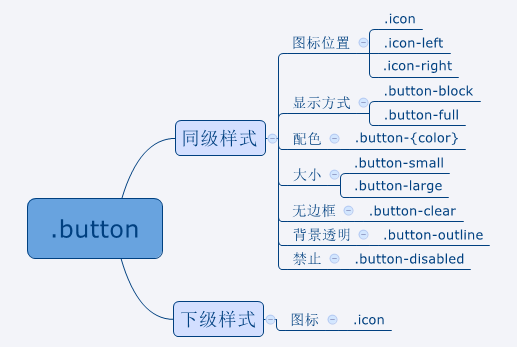 .button
同级样式
图标位置
.icon
.icon-left
.icon-right
显示方式
.button-block
.button-full
配色
.button-{color}
大小
.button-small
.button-large
无边框
.button-clear
背景透明
.button-outline
禁止
.button-disabled
下级样式
图标
.icon